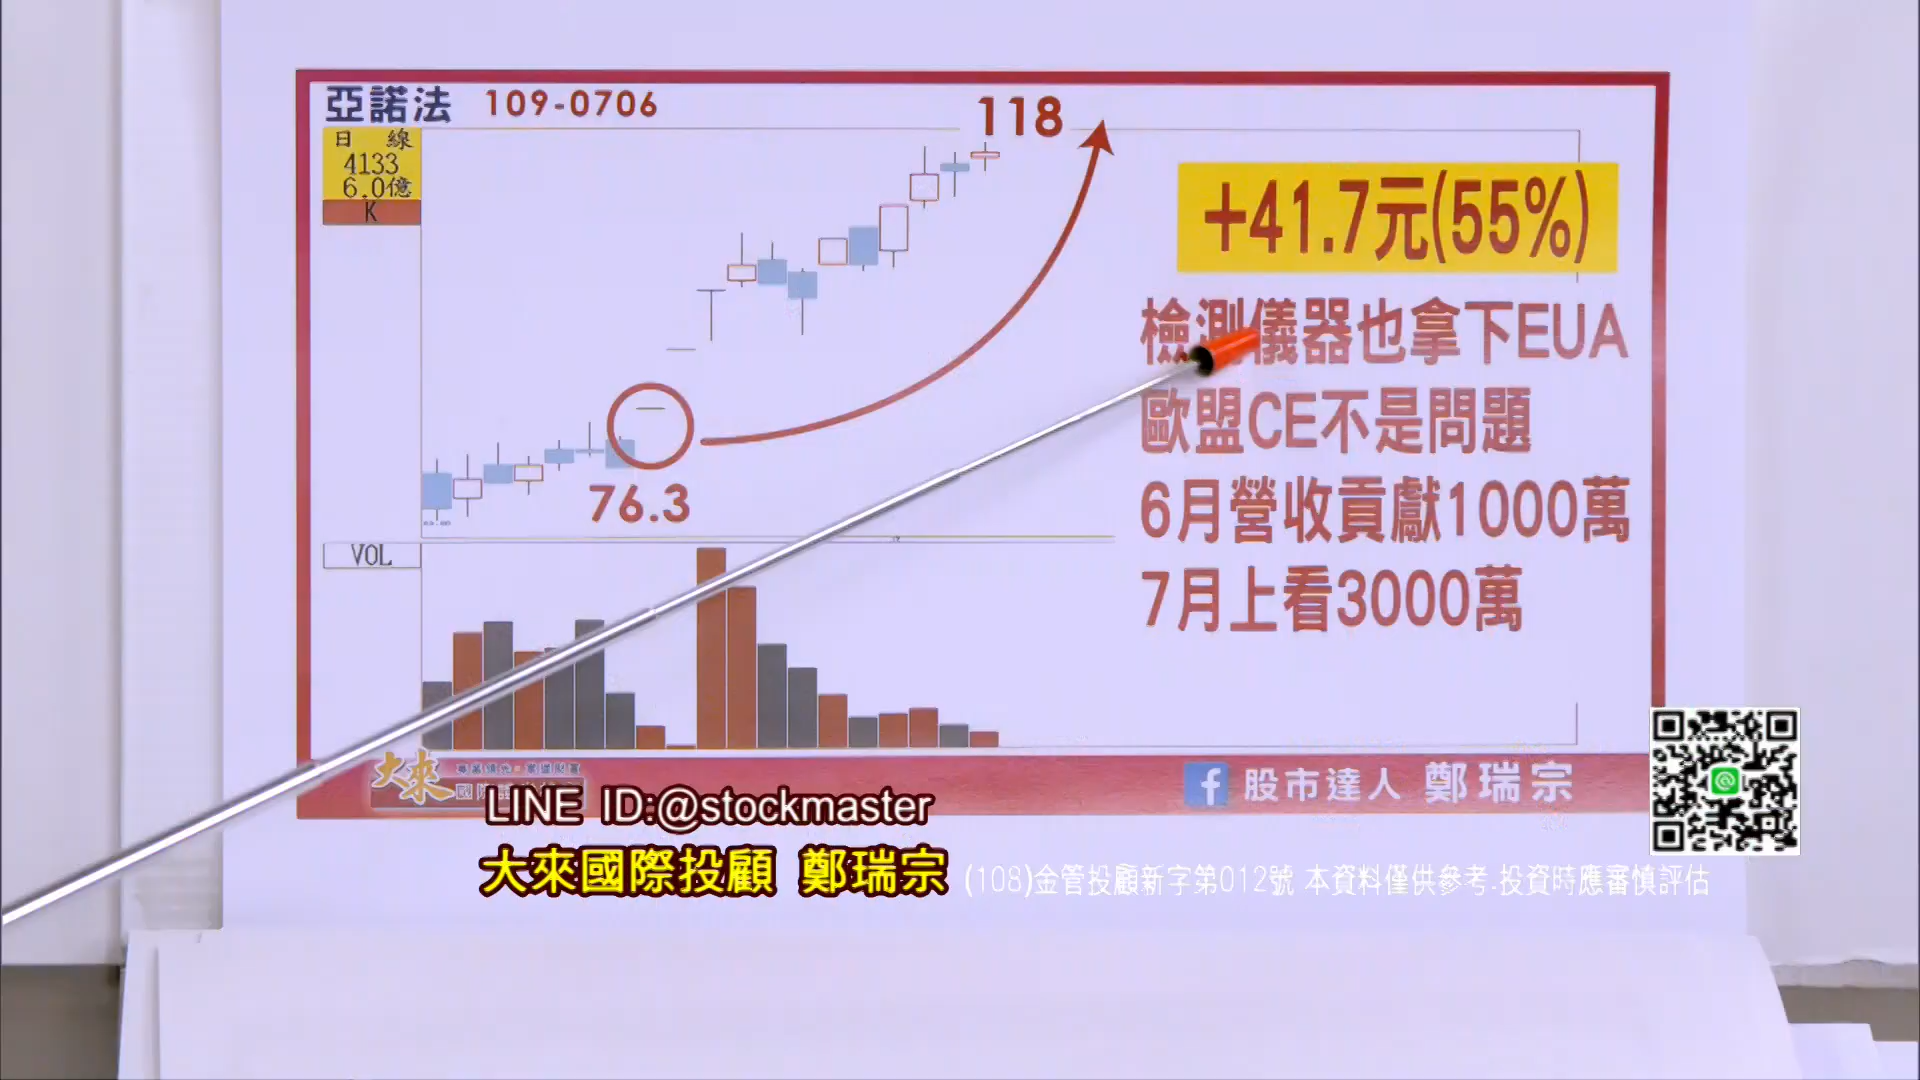 亞諾法 109-0706
118
日 線
4133
6.0億
K
+41.7元(55%)
檢測儀器也拿下EUA
歐盟CE不是問題
6月營收貢獻1000萬
7月上看3000萬
76.3
VOL
大來
股市達人 鄭瑞宗
LINE ID:@stockmaster
大來國際投顧 鄭瑞宗
(108)金管投顧新字第012號 本資料僅供參考.投資時應審慎評估